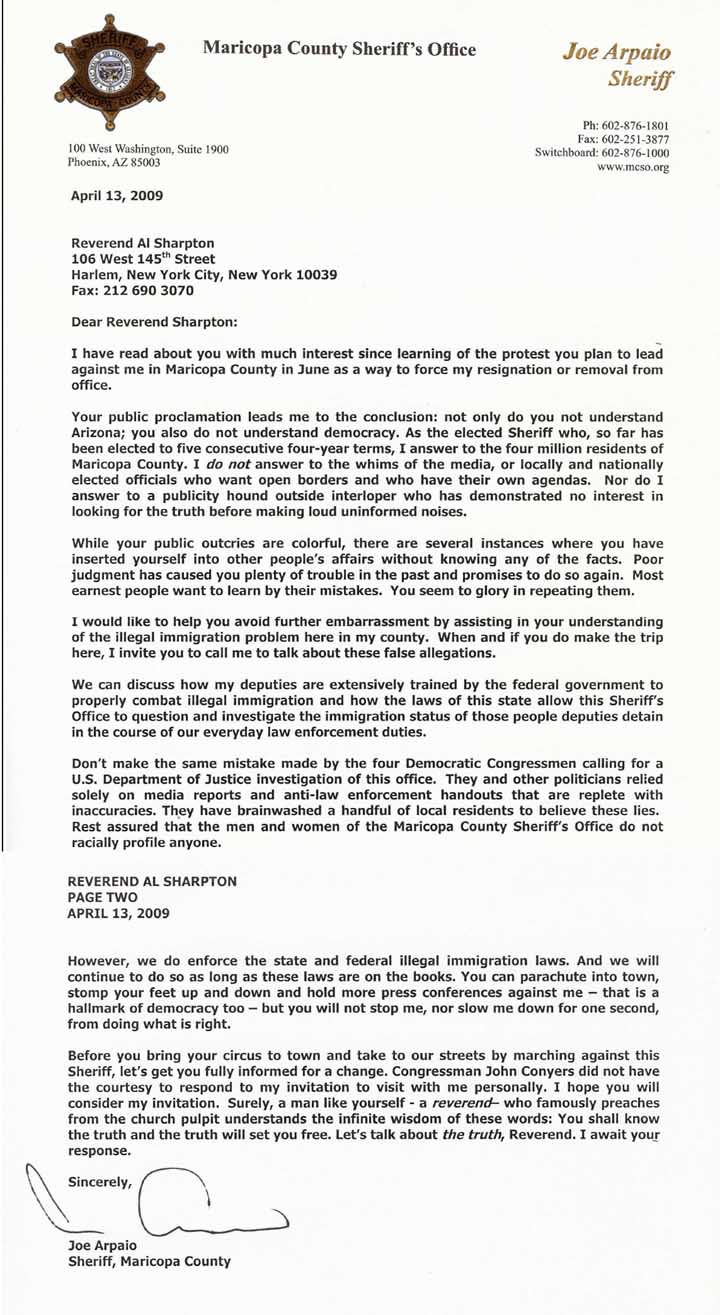 SHERIFF
MARICOPA COUNTY
Maricopa County Sheriff's Office
Joe Arpaio
Sheriff
100 West Washington, Suite 1900
Phoenix, AZ 85003
Ph: 602-876-1801
Fax: 602-251-3877
Switchboard: 602-876-1000
www.mcso.org
April 13, 2009
Reverend Al Sharpton
106 West 145th Street
Harlem, New York City, New York 10039
Fax: 212 690 3070
Dear Reverend Sharpton:
I have read about you with much interest since learning of the protest you plan to lead
against me in Maricopa County in June as a way to force my resignation or removal from
office.
Your public proclamation leads me to the conclusion: not only do you not understand
Arizona; you also do not understand democracy. As the elected Sheriff who, so far has
been elected to five consecutive four-year terms, I answer to the four million residents of
Maricopa County. I do not answer to the whims of the media, or locally and nationally
elected officials who want open borders and who have their own agendas. Nor do I
answer to a publicity hound outside interloper who has demonstrated no interest in
looking for the truth before making loud uninformed noises.
While your public outcries are colorful, there are several instances where you have
inserted yourself into other people's affairs without knowing any of the facts. Poor
judgment has caused you plenty of trouble in the past and promises to do so again. Most
earnest people want to learn by their mistakes. You seem to glory in repeating them.
I would like to help you avoid further embarrassment by assisting in your understanding
of the illegal immigration problem here in my county. When and if you do make the trip
here, I invite you to call me to talk about these false allegations.
We can discuss how my deputies are extensively trained by the federal government to
properly combat illegal immigration and how the laws of this state allow this Sheriff's
Office to question and investigate the immigration status of those people deputies detain
in the course of our everyday law enforcement duties.
Don't make the same mistake made by the four Democratic Congressmen calling for a
U.S. Department of Justice investigation of this office. They and other politicians relied
solely on media reports and anti-law enforcement handouts that are replete with
inaccuracies. They have brainwashed a handful of local residents to believe these lies.
Rest assured that the men and women of the Maricopa County Sheriff's Office do not
racially profile anyone.
REVEREND AL SHARPTON
PAGE TWO
APRIL 13, 2009
However, we do enforce the state and federal illegal immigration laws. And we will
continue to do so as long as these laws are on the books. You can parachute into town,
stomp your feet up and down and hold more press conferences against me – that is a
hallmark of democracy too – but you will not stop me, nor slow me down for one second,
from doing what is right.
Before you bring your circus to town and take to our streets by marching against this
Sheriff, let's get you fully informed for a change. Congressman John Conyers did not have
the courtesy to respond to my invitation to visit with me personally. I hope you will
consider my invitation. Surely, a man like yourself - a reverend– who famously preaches
from the church pulpit understands the infinite wisdom of these words: You shall know
the truth and the truth will set you free. Let's talk about the truth, Reverend. I await your
response.
Sincerely,
Joe Arpaio
Sheriff, Maricopa County